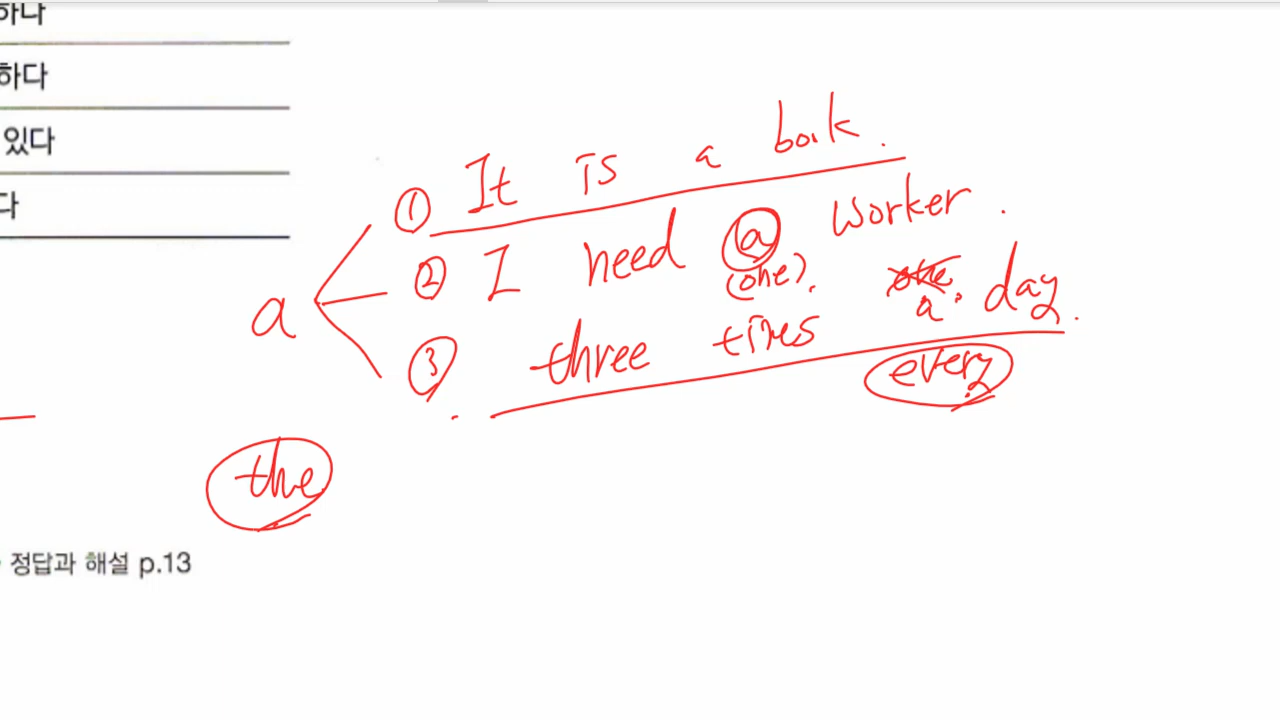 하다
하다
있다
다
① It is a book.
② I need a worker.
(one).
a
③ three times a day.
every
the
정답과 해설 p.13